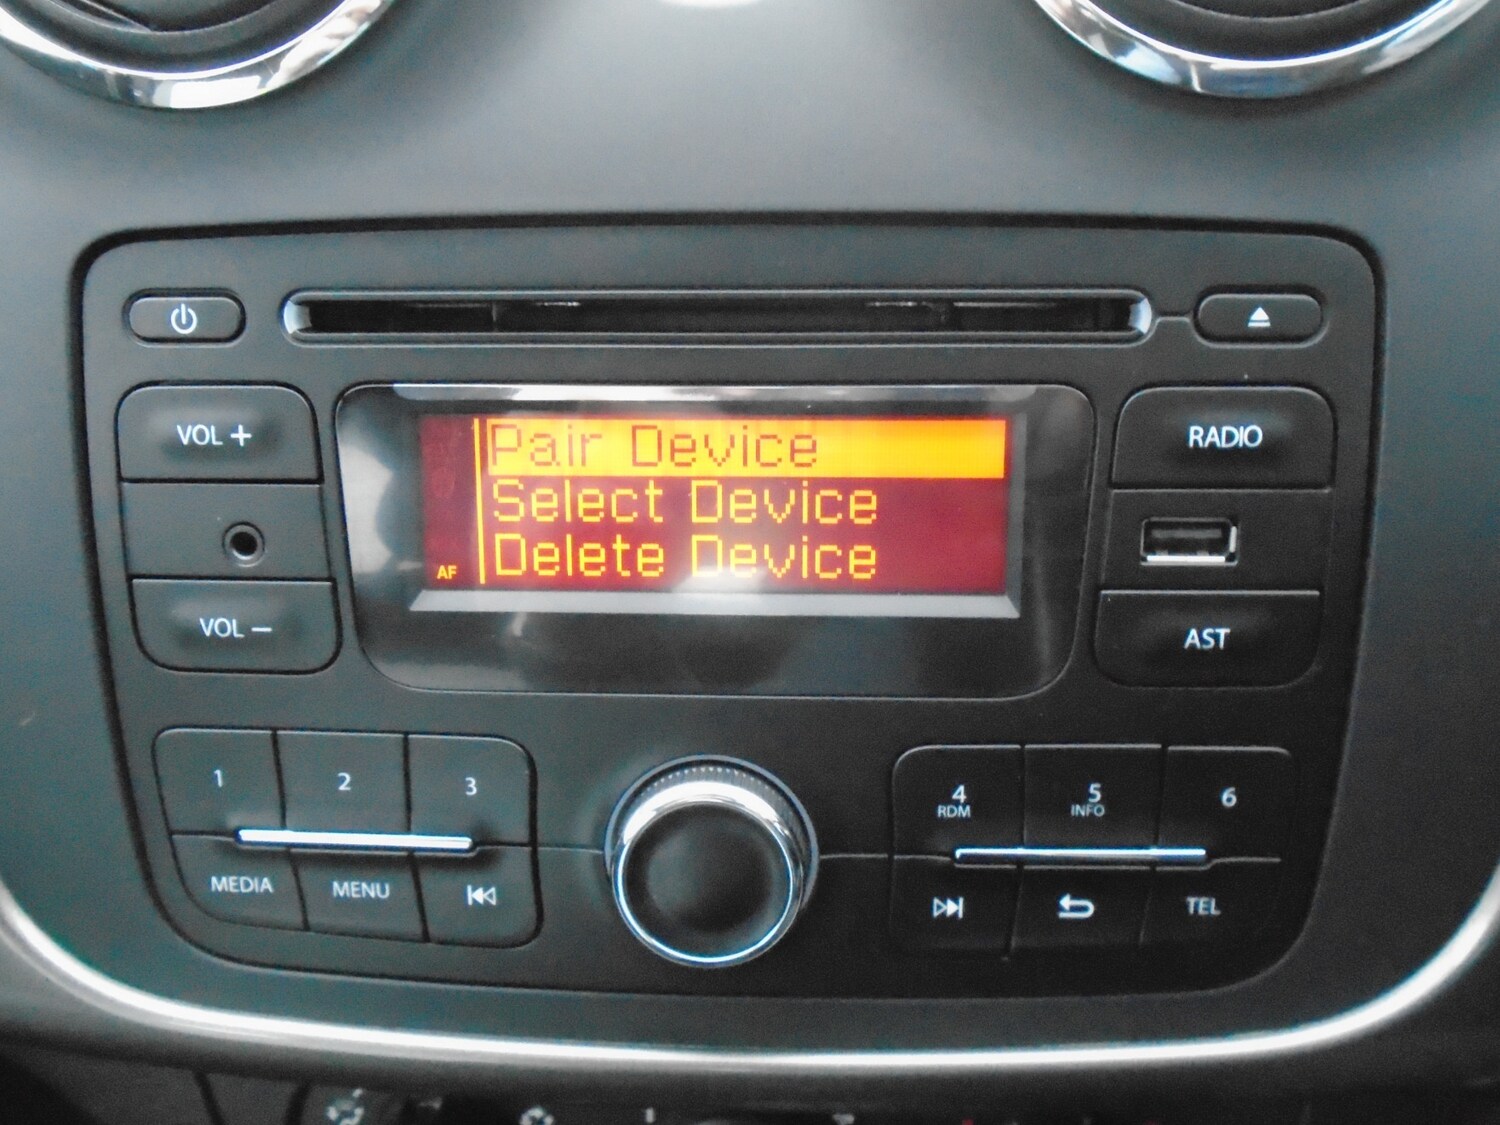 VOL +
Pair Device
Select Device
Delete Device
AF
VOL −
RADIO
AST
1
2
3
4
RDM
5
INFO
6
MEDIA
MENU
TEL